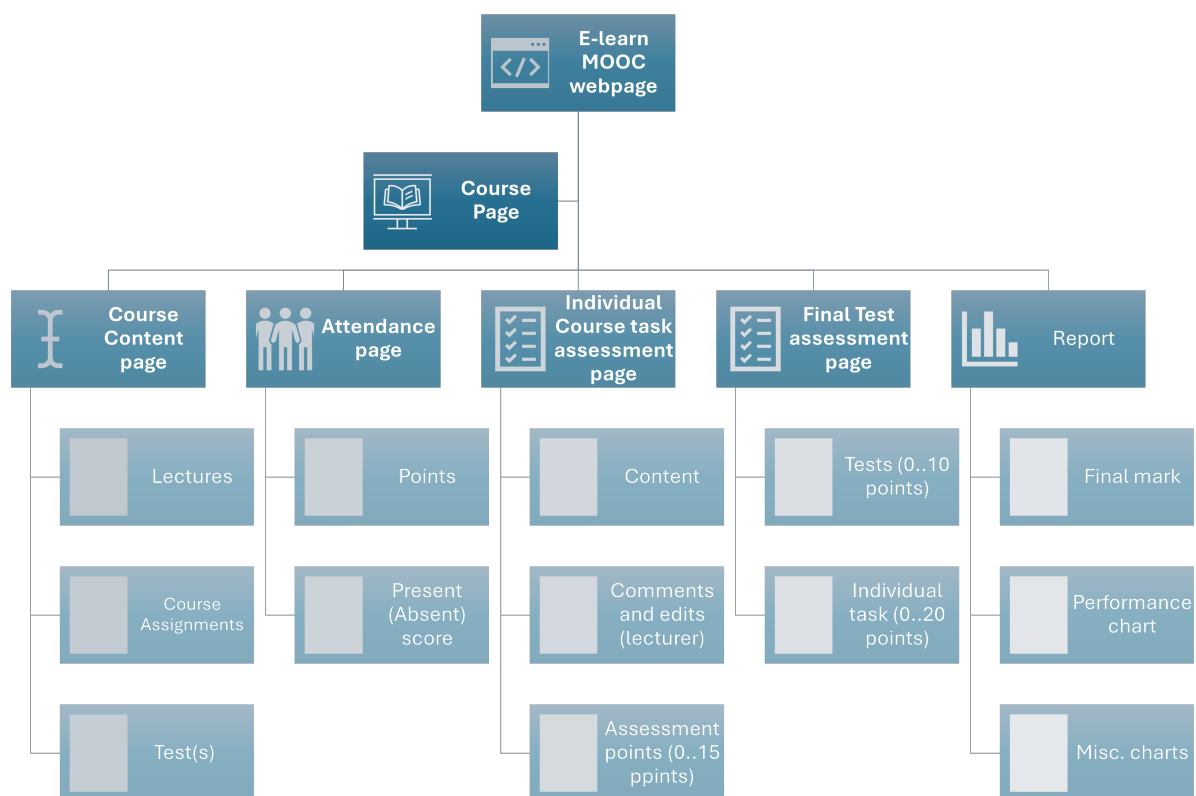 E-learn
MOOC
webpage
</>
Course
Page
Course
Content
page
Attendance
page
Individual
Course task
assessment
page
Final Test
assessment
page
Report
Lectures
Points
Content
Tests (0..10
points)
Final mark
Course
Assignments
Present
(Absent)
score
Comments
and edits
(lecturer)
Individual
task (0..20
points)
Performance
chart
Test(s)
Assessment
points (0..15
ppints)
Misc. charts